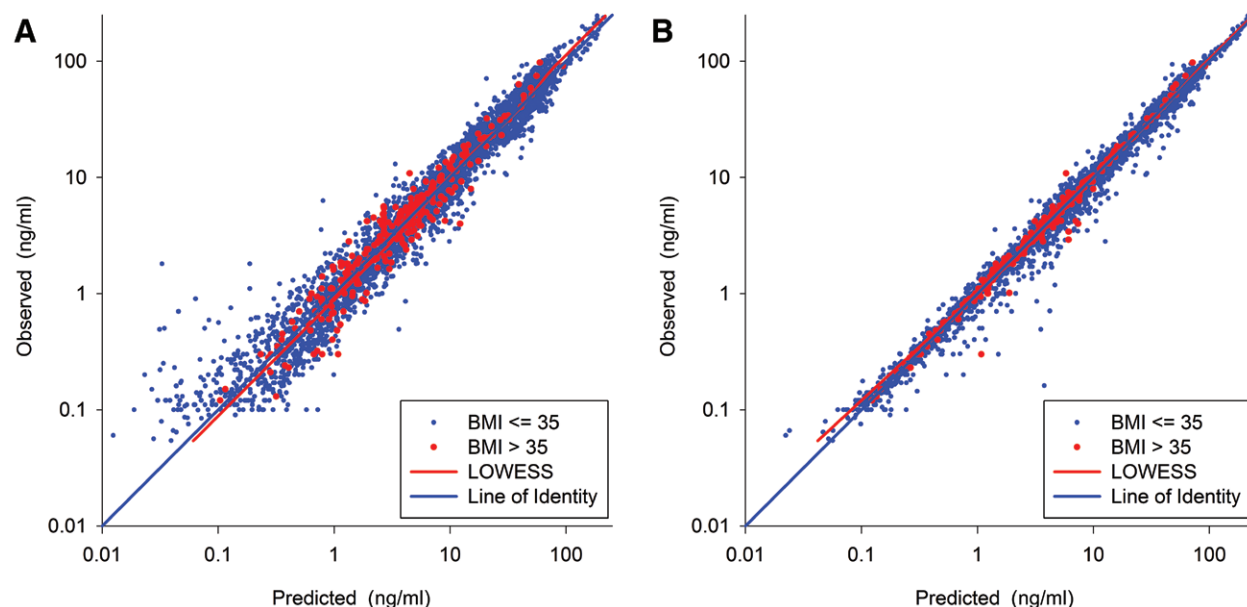 A
100
10
1
0.1
0.01
Observed (ng/ml)
BMI <= 35
BMI > 35
LOWESS
Line of Identity
0.01 0.1 1 10 100
Predicted (ng/ml)
B
100
10
1
0.1
0.01
Observed (ng/ml)
BMI <= 35
BMI > 35
LOWESS
Line of Identity
0.01 0.1 1 10 100
Predicted (ng/ml)